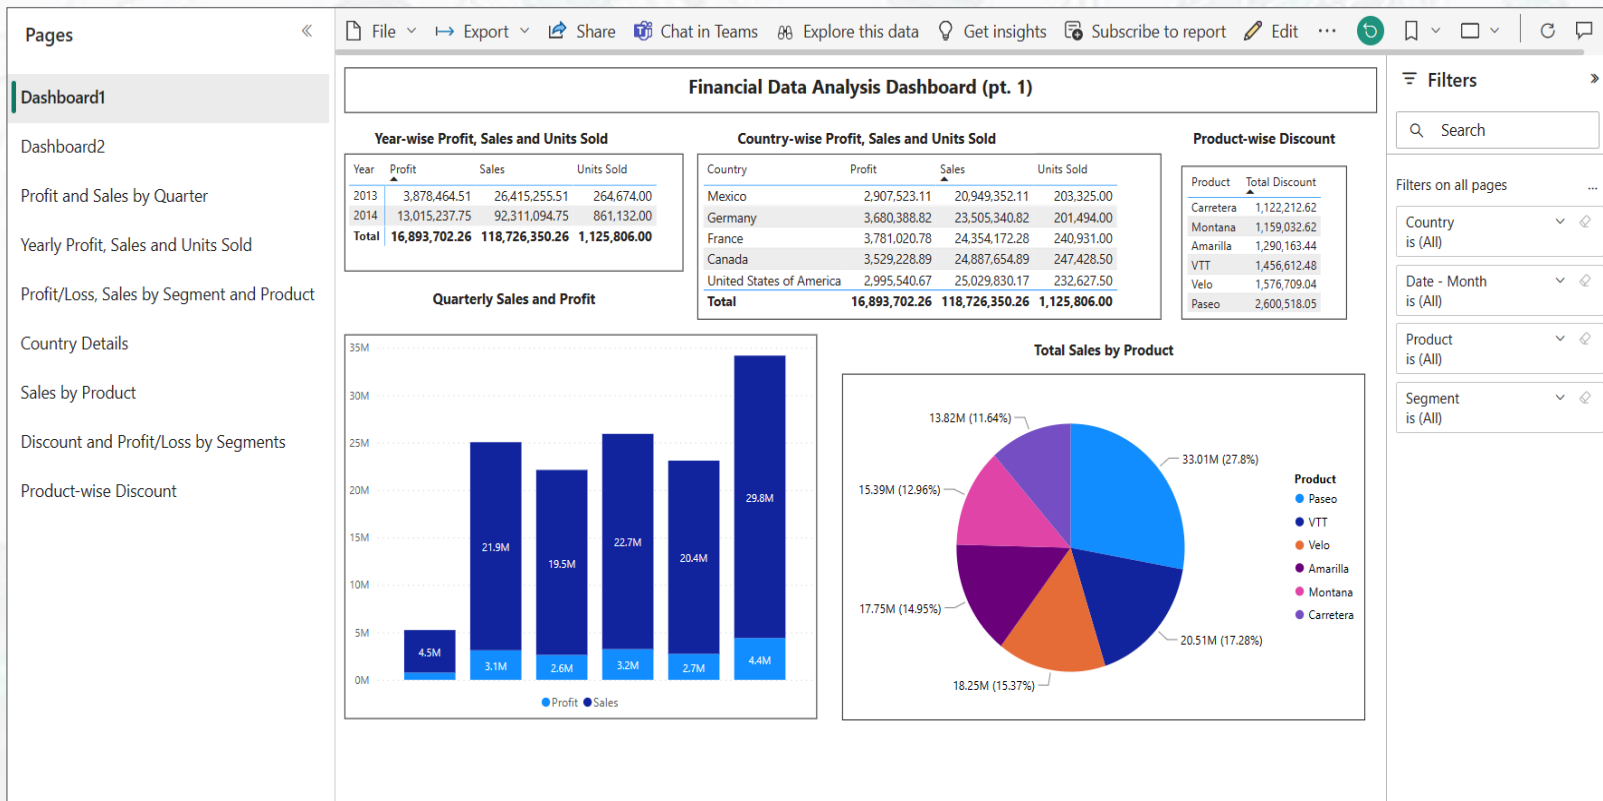 Pages
Dashboard1
Dashboard2
Profit and Sales by Quarter
Yearly Profit, Sales and Units Sold
Profit/Loss, Sales by Segment and Product
Country Details
Sales by Product
Discount and Profit/Loss by Segments
Product-wise Discount
File Export Share Chat in Teams Explore this data Get insights Subscribe to report Edit ...
Financial Data Analysis Dashboard (pt. 1)
Year-wise Profit, Sales and Units Sold
Year Profit Sales Units Sold
2013 3,878,464.51 26,415,255.51 264,674.00
2014 13,015,237.75 92,311,094.75 861,132.00
Total 16,893,702.26 118,726,350.26 1,125,806.00
Country-wise Profit, Sales and Units Sold
Country Profit Sales Units Sold
Mexico 2,907,523.11 20,949,352.11 203,325.00
Germany 3,680,388.82 23,505,340.82 201,494.00
France 3,781,020.78 24,354,172.28 240,931.00
Canada 3,529,228.89 24,887,654.89 247,428.50
United States of America 2,995,540.67 25,029,830.17 232,627.50
Total 16,893,702.26 118,726,350.26 1,125,806.00
Product-wise Discount
Product Total Discount
Carretera 1,122,212.62
Montana 1,159,032.62
Amarilla 1,290,163.44
VTT 1,456,612.48
Velo 1,576,709.04
Paseo 2,600,518.05
Quarterly Sales and Profit
35M
30M
25M
20M
15M
10M
5M
0M
4.5M
21.9M
3.1M
19.5M
2.6M
22.7M
3.2M
20.4M
2.7M
29.8M
4.4M
Profit Sales
Total Sales by Product
13.82M (11.64%)
33.01M (27.8%)
15.39M (12.96%)
17.75M (14.95%)
20.51M (17.28%)
18.25M (15.37%)
Product
Paseo
VTT
Velo
Amarilla
Montana
Carretera
Filters
Search
Filters on all pages ...
Country
is (All)
Date - Month
is (All)
Product
is (All)
Segment
is (All)